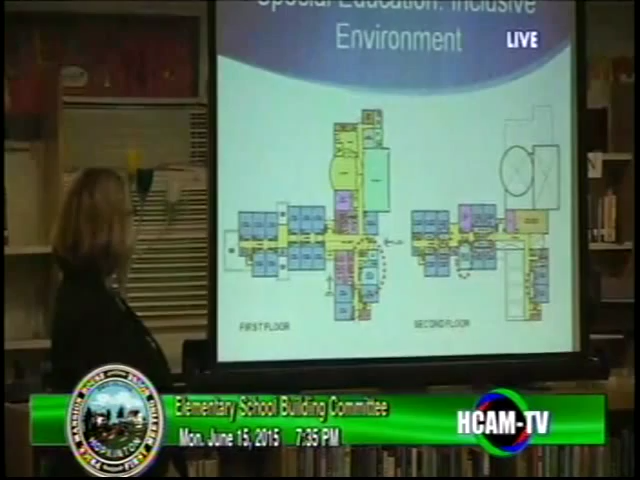 Special Education: Inclusive
Environment
LIVE
FIRST FLOOR
SECOND FLOOR
Elementary School Building Committee
Mon. June 15, 2015 7:35 PM
HCAM-TV
HOPKINTON